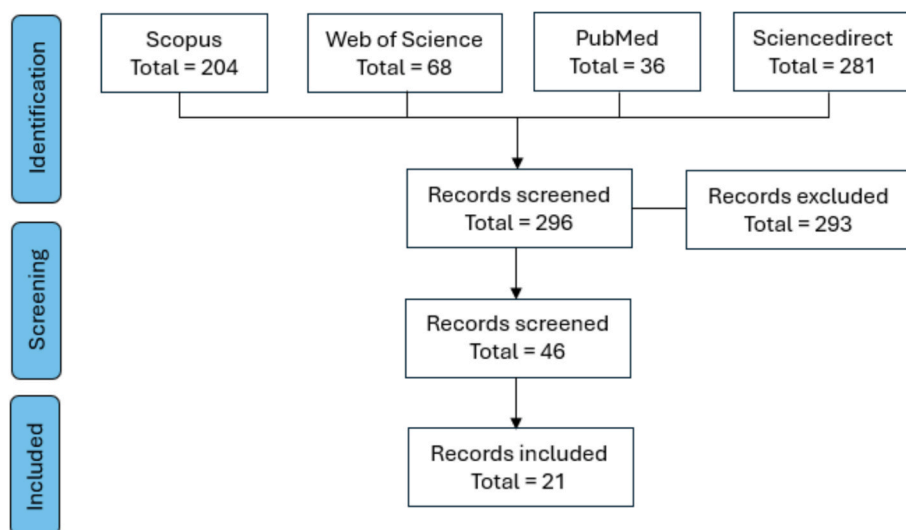 Identification
Scopus
Total = 204
Web of Science
Total = 68
PubMed
Total = 36
Sciencedirect
Total = 281
Records screened
Total = 296
Records excluded
Total = 293
Screening
Records screened
Total = 46
Included
Records included
Total = 21